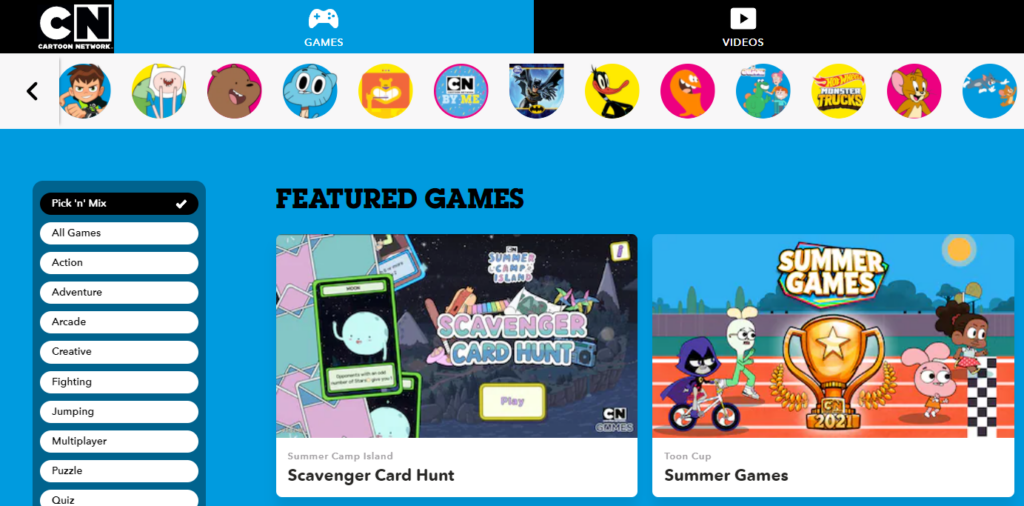 CN
CARTOON NETWORK
GAMES
VIDEOS
CN
BY ME
HOT WHEELS
MONSTER
TRUCKS
Pick 'n' Mix
All Games
Action
Adventure
Arcade
Creative
Fighting
Jumping
Multiplayer
Puzzle
Quiz
FEATURED GAMES
MOON
Opponents with an odd
number of Stars: give you 1
CN
SUMMER
CAMP
ISLAND
SCAVENGER
CARD HUNT
Play
CN
GAMES
Summer Camp Island
Scavenger Card Hunt
SUMMER
GAMES
CN
2021
Toon Cup
Summer Games